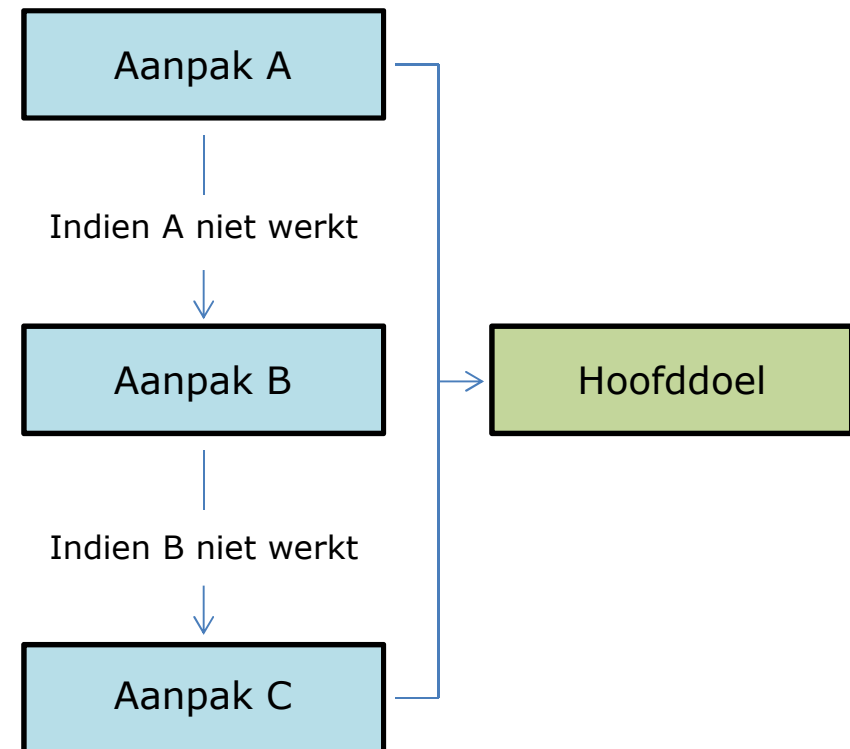 Aanpak A
Indien A niet werkt
Aanpak B
Hoofddoel
Indien B niet werkt
Aanpak C